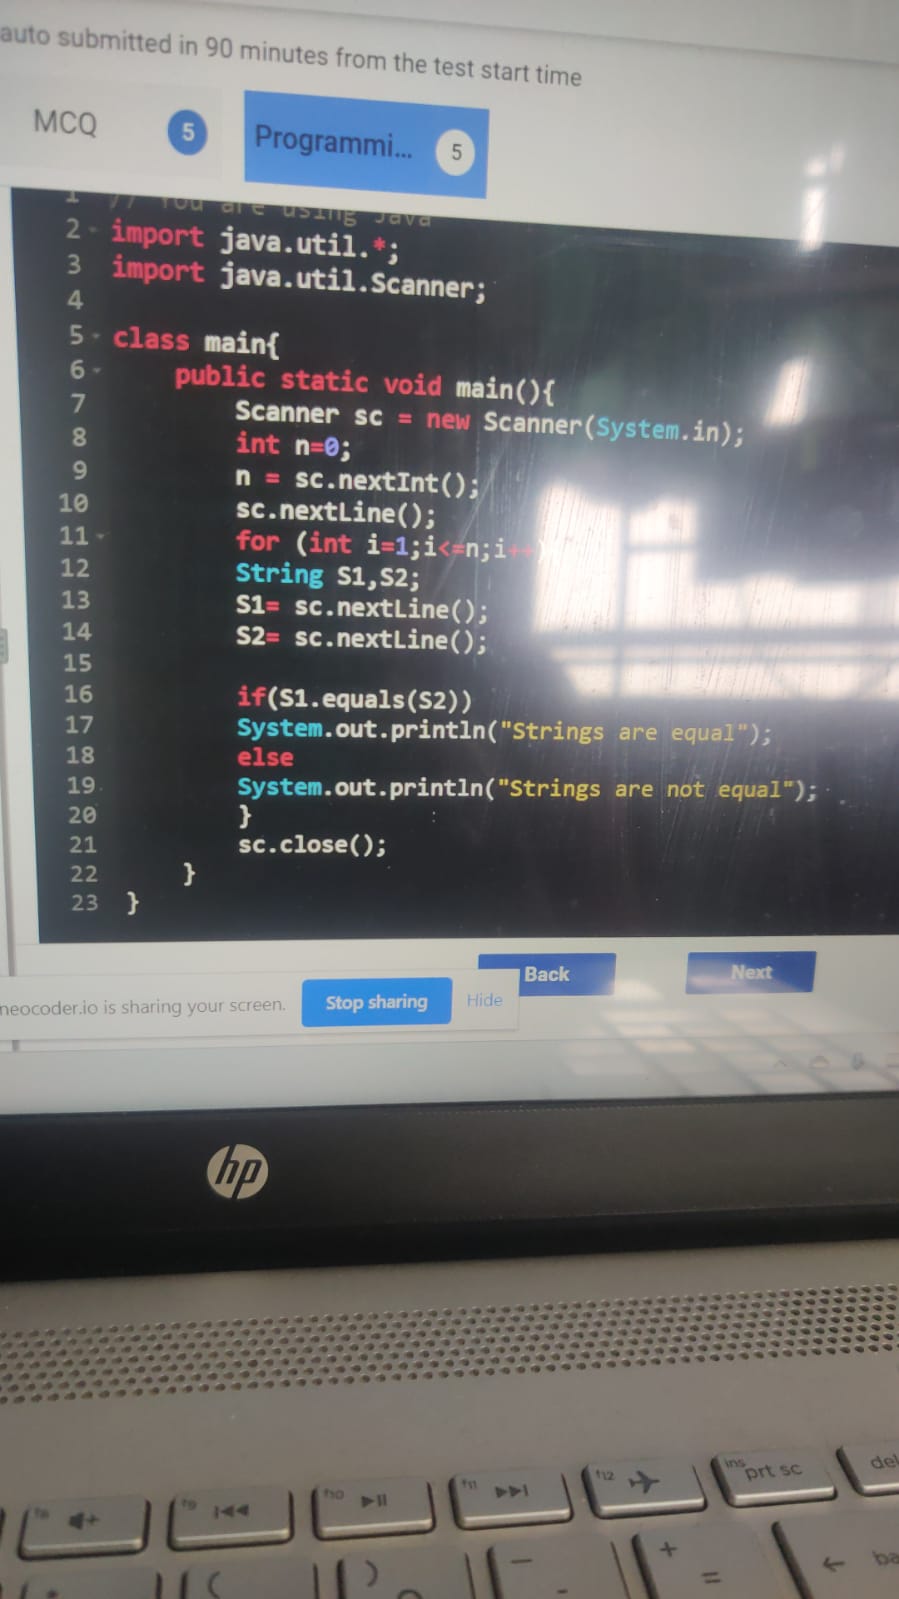 auto submitted in 90 minutes from the test start time
MCQ 5 Programmi... 5
1 // You are using Java
2 import java.util.*;
3 import java.util.Scanner;
4
5 class main{
6 public static void main(){
7 Scanner sc = new Scanner(System.in);
8 int n=0;
9 n = sc.nextInt();
10 sc.nextLine();
11 for (int i=1;i<=n;i++)
12 String S1,S2;
13 S1= sc.nextLine();
14 S2= sc.nextLine();
15
16 if(S1.equals(S2))
17 System.out.println("Strings are equal");
18 else
19 System.out.println("Strings are not equal");
20 }
21 sc.close();
22 }
23 }
Back Next
neocoder.io is sharing your screen. Stop sharing Hide
hp
f8 f9 f10 f11 f12 ins prt sc del
* ( ) - + = ba